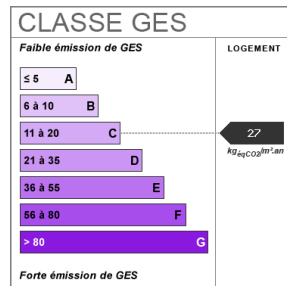 CLASSE GES
Faible émission de GES
LOGEMENT
≤ 5 A
6 à 10 B
11 à 20 C
27
kgéqCO2/m².an
21 à 35 D
36 à 55 E
56 à 80 F
> 80 G
Forte émission de GES